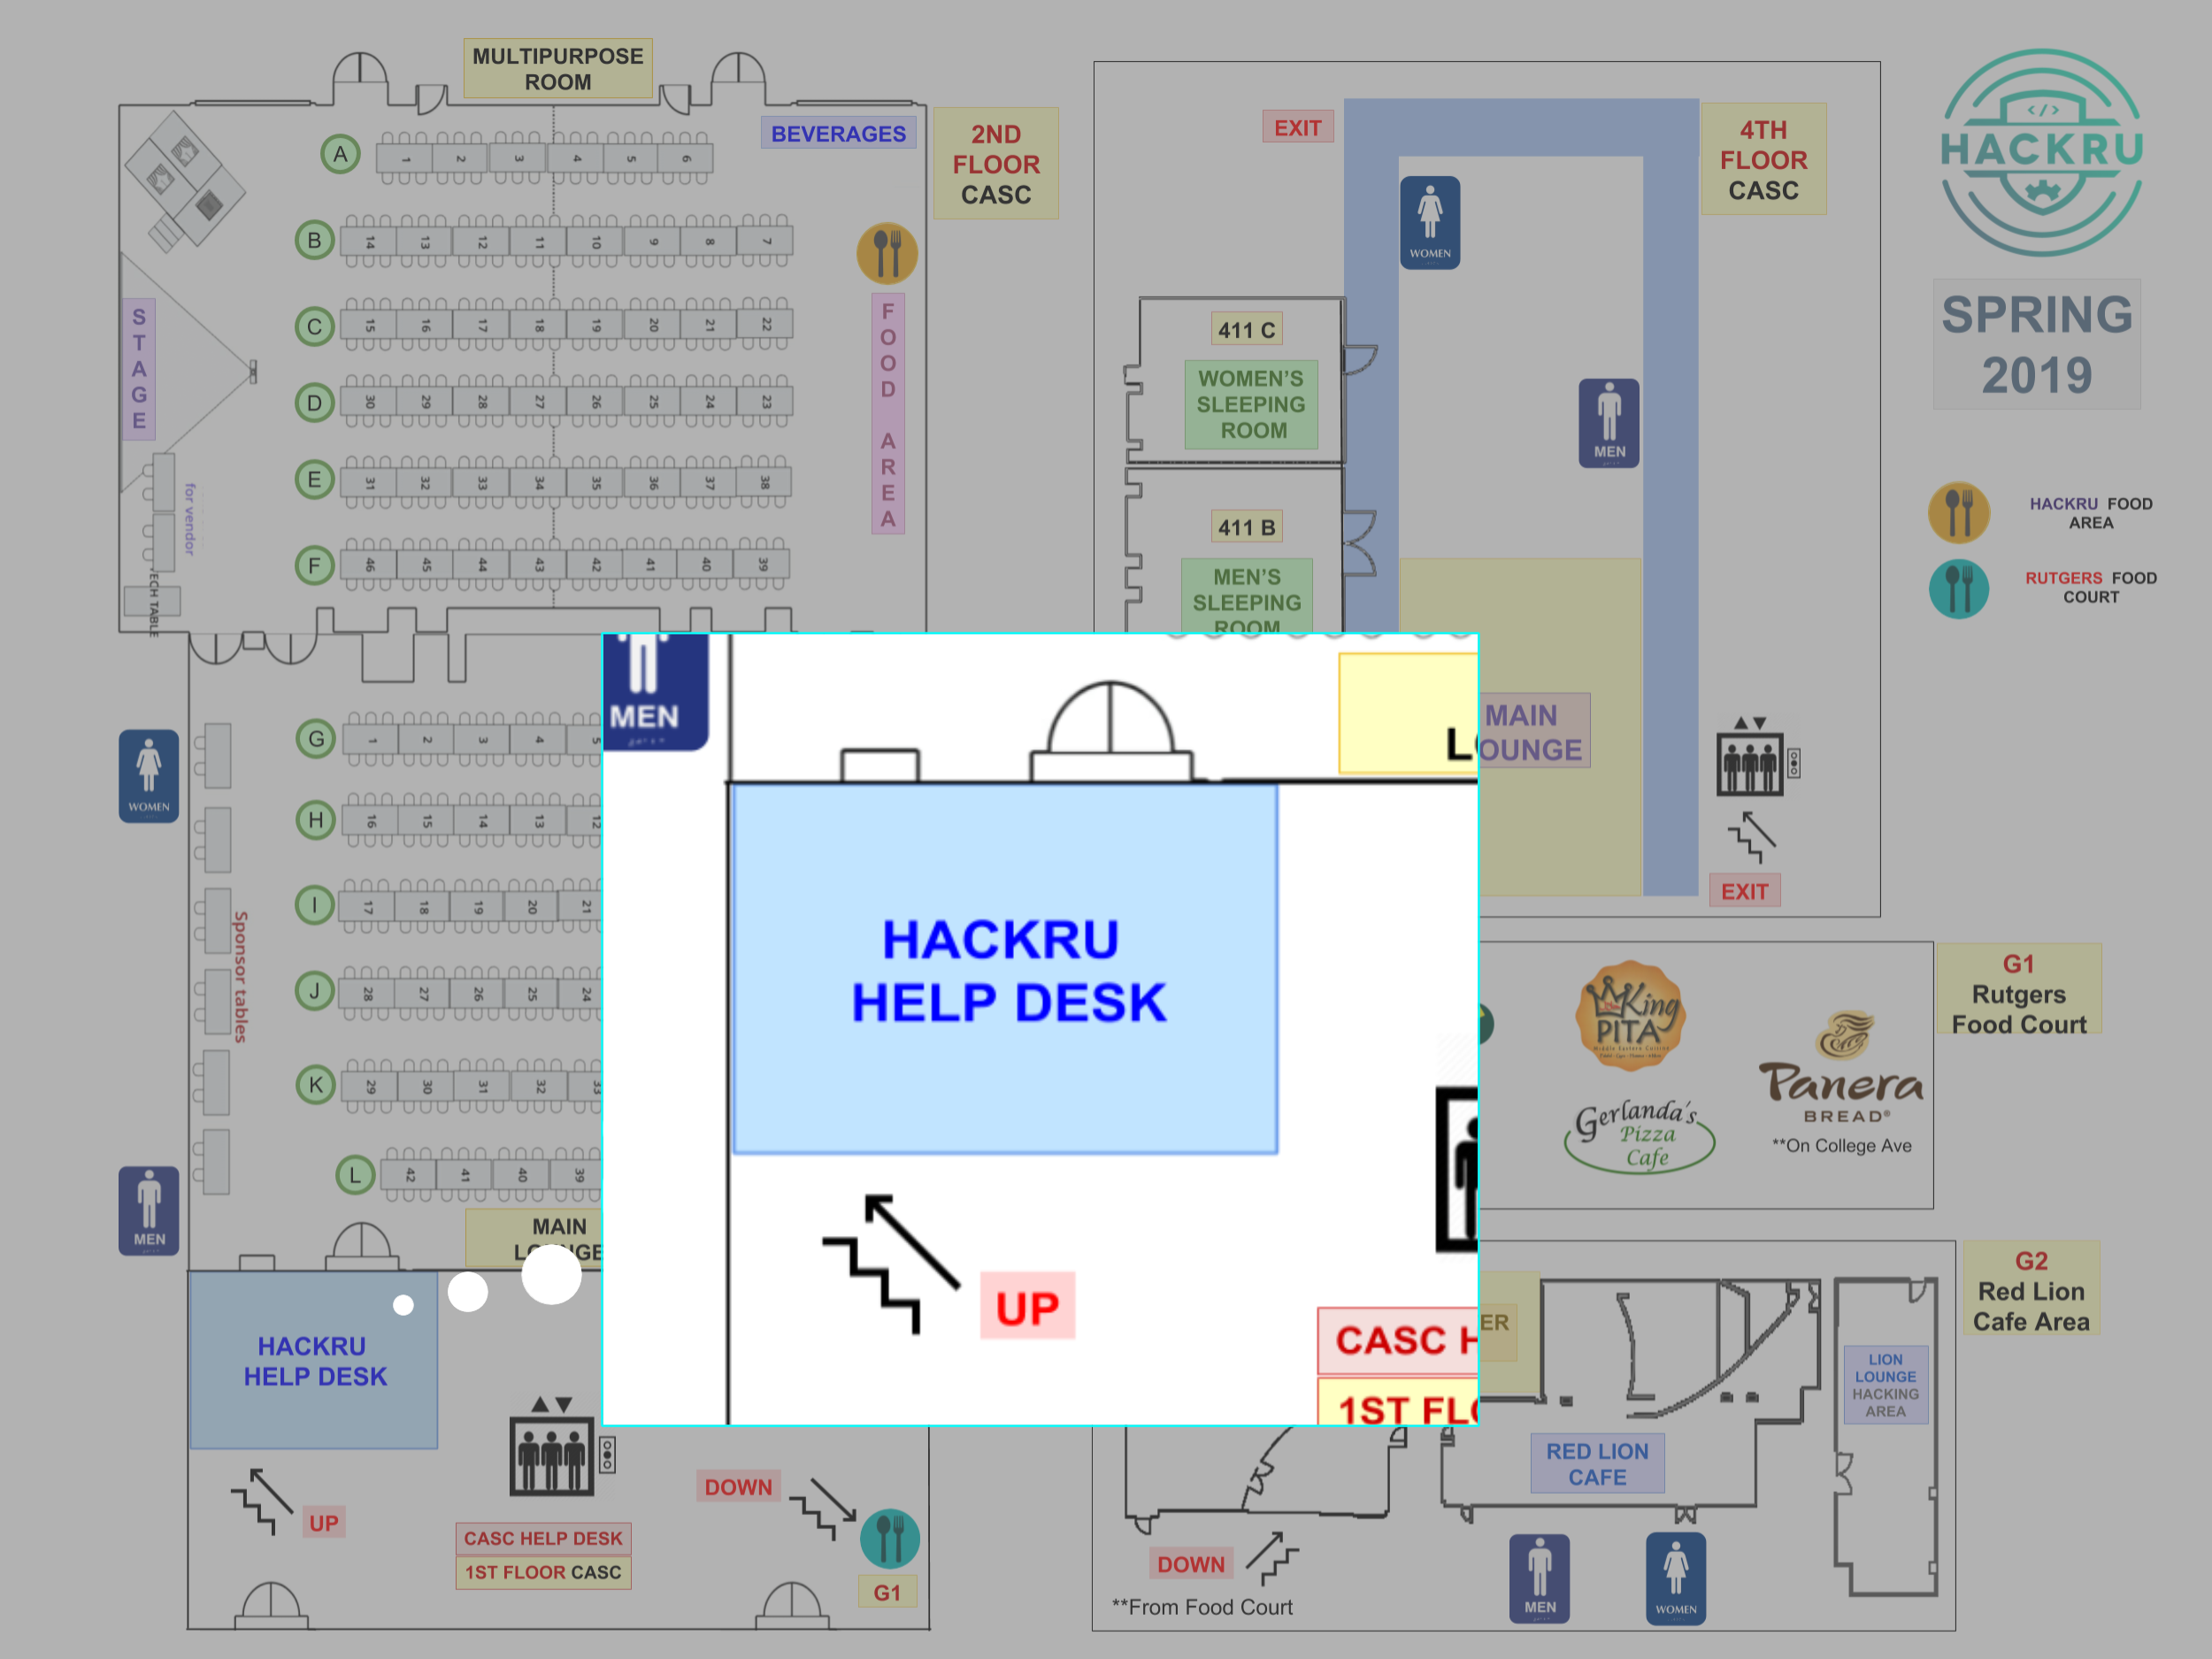 MULTIPURPOSE
ROOM
BEVERAGES
2ND
FLOOR
CASC
A
1 2 3 4 5 6
B
14 13 12 11 10 9 8 7
C
15 16 17 18 19 20 21 22
D
30 29 28 27 26 25 24 23
E
31 32 33 34 35 36 37 38
F
46 45 44 43 42 41 40 39
STAGE
FOOD AREA
for vendor
TECH TABLE
EXIT
4TH
FLOOR
CASC
WOMEN
MEN
411 C
WOMEN'S
SLEEPING
ROOM
411 B
MEN'S
SLEEPING
ROOM
MAIN
LOUNGE
EXIT
</>
HACKRU
SPRING
2019
HACKRU FOOD
AREA
RUTGERS FOOD
COURT
WOMEN
Sponsor tables
MEN
G
1 2 3 4 5
H
16 15 14 13 12
I
17 18 19 20 21
J
28 27 26 25 24
K
29 30 31 32 33
L
42 41 40 39
MAIN
LOUNGE
HACKRU
HELP DESK
UP
CASC HELP DESK
1ST FLOOR CASC
DOWN
G1
MEN
HACKRU
HELP DESK
UP
CASC H
1ST FLO
G1
Rutgers
Food Court
King
PITA
Gerlanda's
Pizza
Cafe
Panera
BREAD®
**On College Ave
G2
Red Lion
Cafe Area
ER
LION
LOUNGE
HACKING
AREA
RED LION
CAFE
DOWN
**From Food Court
MEN
WOMEN